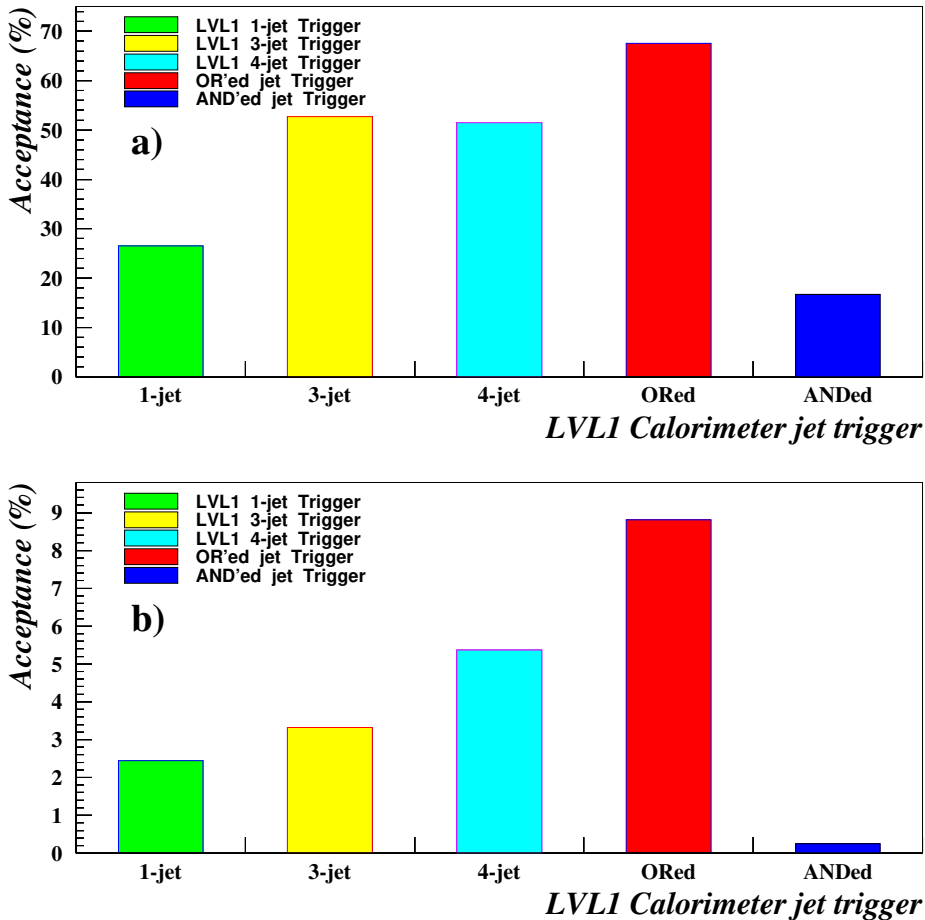 Acceptance (%)
70
60
50
40
30
20
10
0
LVL1 1-jet Trigger
LVL1 3-jet Trigger
LVL1 4-jet Trigger
OR'ed jet Trigger
AND'ed jet Trigger
a)
1-jet 3-jet 4-jet ORed ANDed
LVL1 Calorimeter jet trigger
Acceptance (%)
9
8
7
6
5
4
3
2
1
0
LVL1 1-jet Trigger
LVL1 3-jet Trigger
LVL1 4-jet Trigger
OR'ed jet Trigger
AND'ed jet Trigger
b)
1-jet 3-jet 4-jet ORed ANDed
LVL1 Calorimeter jet trigger